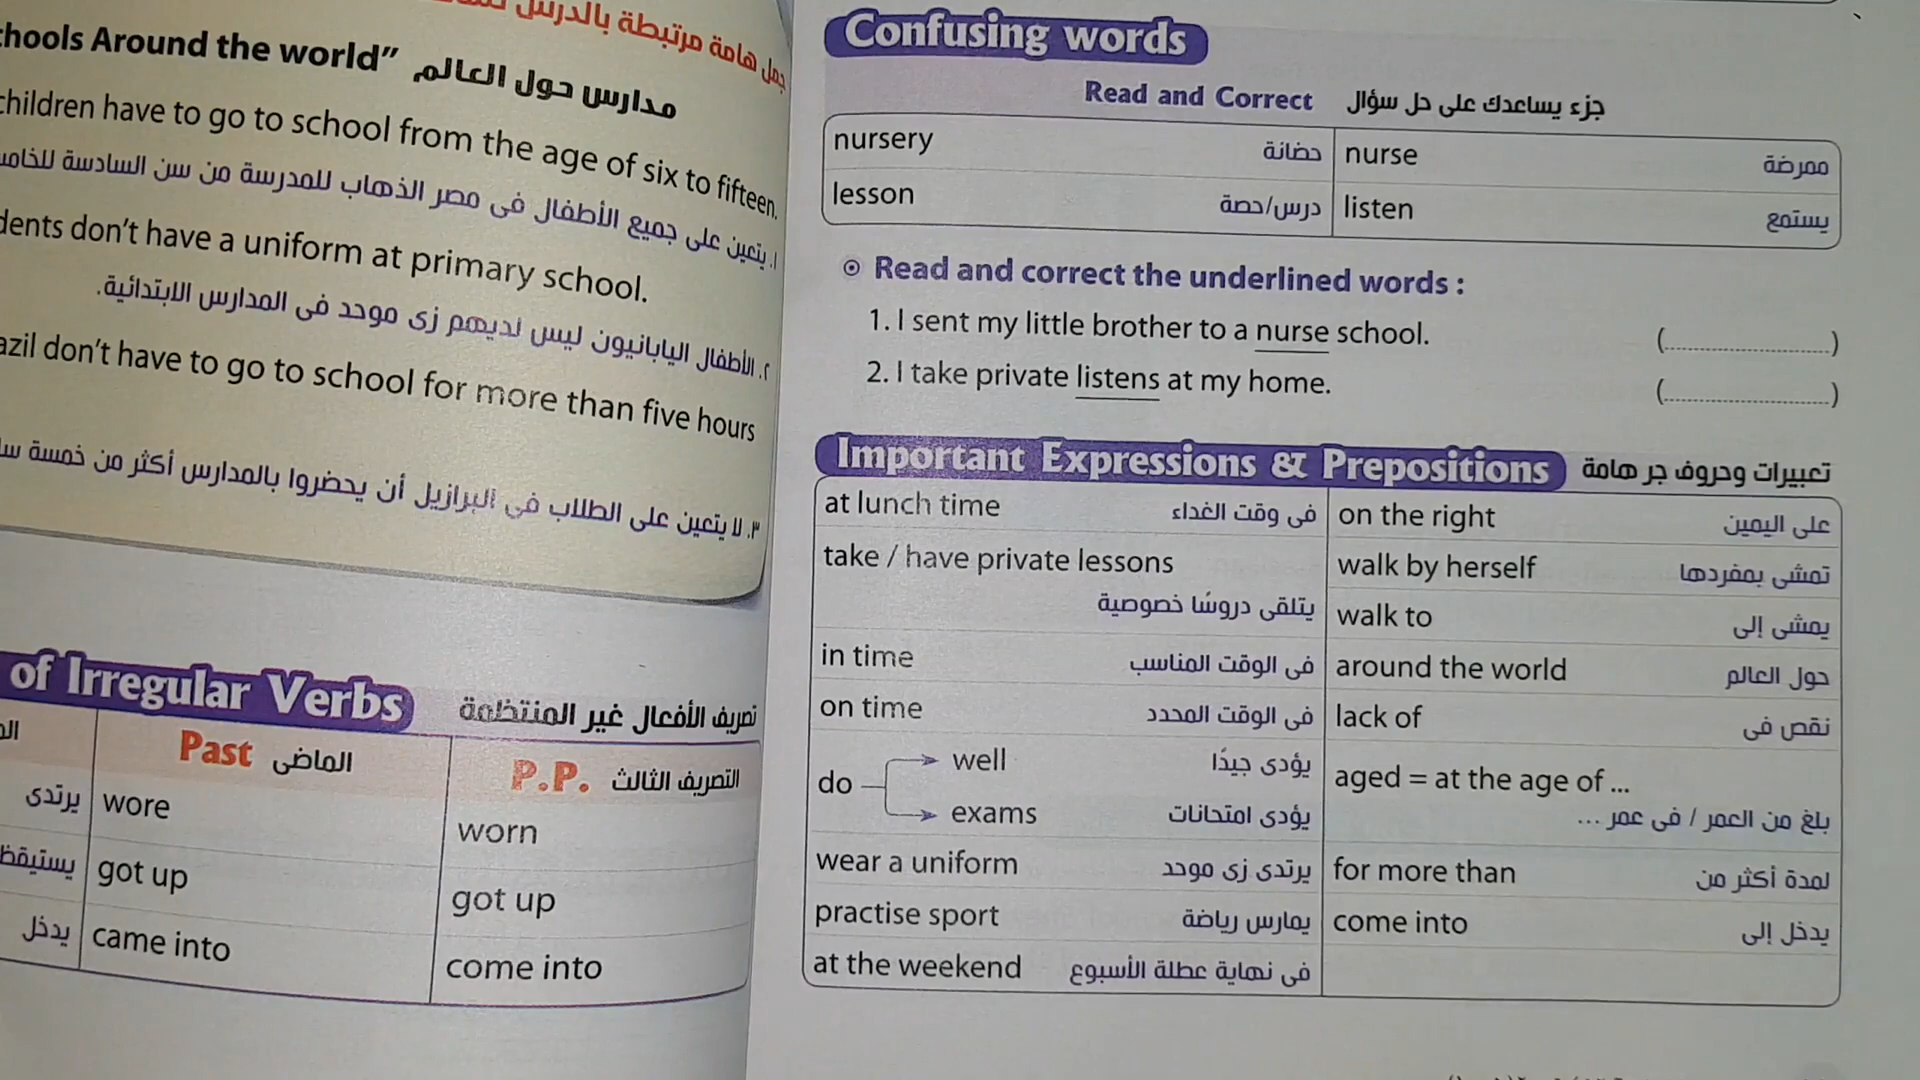 جمل هامة مرتبطة بالدرس
Around the world” مدارس حول العالم
children have to go to school from the age of six to fifteen.
١. يتعين على جميع الأطفال فى مصر الذهاب للمدرسة من سن السادسة
don’t have a uniform at primary school.
٢. الأطفال اليابانيون ليس لديهم زى موحد فى المدارس الابتدائية.
don’t have to go to school for more than five hours
٣. لا يتعين على الطلاب فى البرازيل أن يحضروا بالمدارس أكثر من خمسة
of Irregular Verbs تصريف الأفعال غير المنتظمة
Past الماضى P.P. التصريف الثالث
يرتدى wore worn
يستيقظ got up got up
يدخل came into come into
Confusing words
Read and Correct جزء يساعدك على حل سؤال
nursery حضانة nurse ممرضة
lesson درس/حصة listen يستمع
Read and correct the underlined words :
1. I sent my little brother to a nurse school. (....................)
2. I take private listens at my home. (....................)
Important Expressions & Prepositions تعبيرات وحروف جر هامة
at lunch time فى وقت الغداء on the right على اليمين
take / have private lessons walk by herself تمشى بمفردها
يتلقى دروسًا خصوصية walk to يمشى إلى
in time فى الوقت المناسب around the world حول العالم
on time فى الوقت المحدد lack of نقص فى
do well يؤدى جيدًا aged = at the age of ...
exams يؤدى امتحانات بلغ من العمر / فى عمر ...
wear a uniform يرتدى زى موحد for more than لمدة أكثر من
practise sport يمارس رياضة come into يدخل إلى
at the weekend فى نهاية عطلة الأسبوع